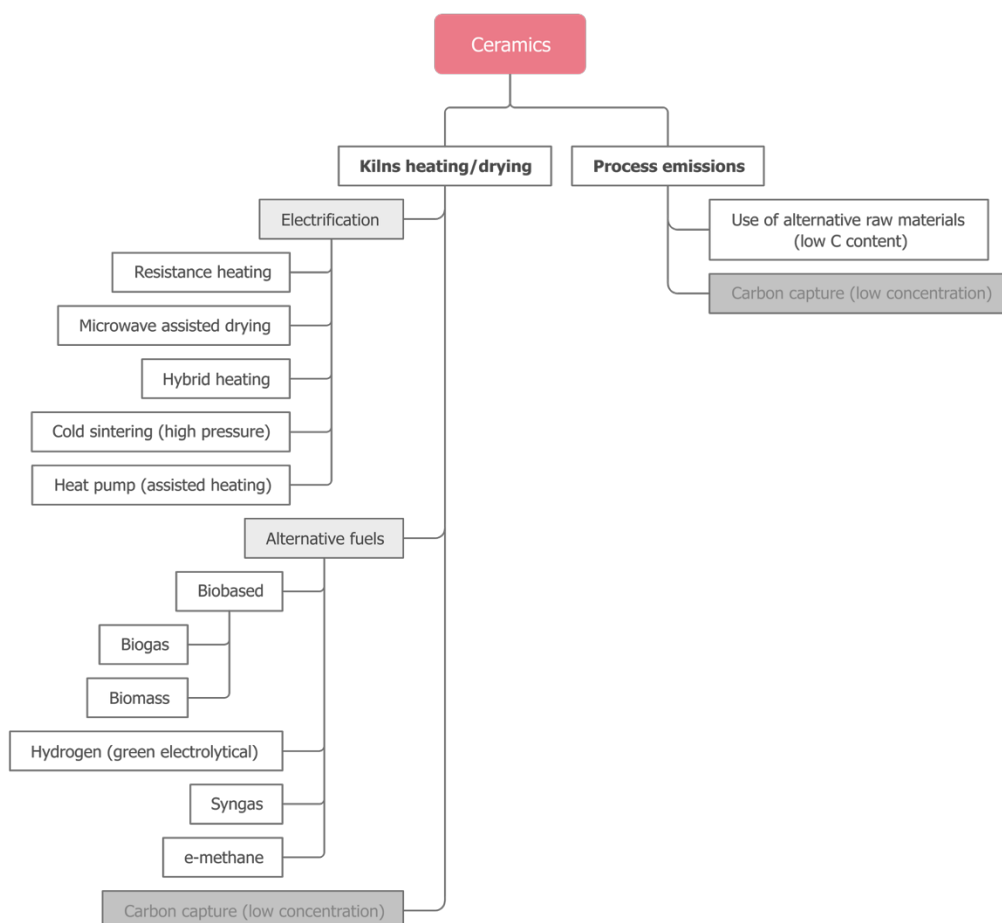 Ceramics
Kilns heating/drying
Process emissions
Electrification
Use of alternative raw materials
(low C content)
Resistance heating
Carbon capture (low concentration)
Microwave assisted drying
Hybrid heating
Cold sintering (high pressure)
Heat pump (assisted heating)
Alternative fuels
Biobased
Biogas
Biomass
Hydrogen (green electrolytical)
Syngas
e-methane
Carbon capture (low concentration)